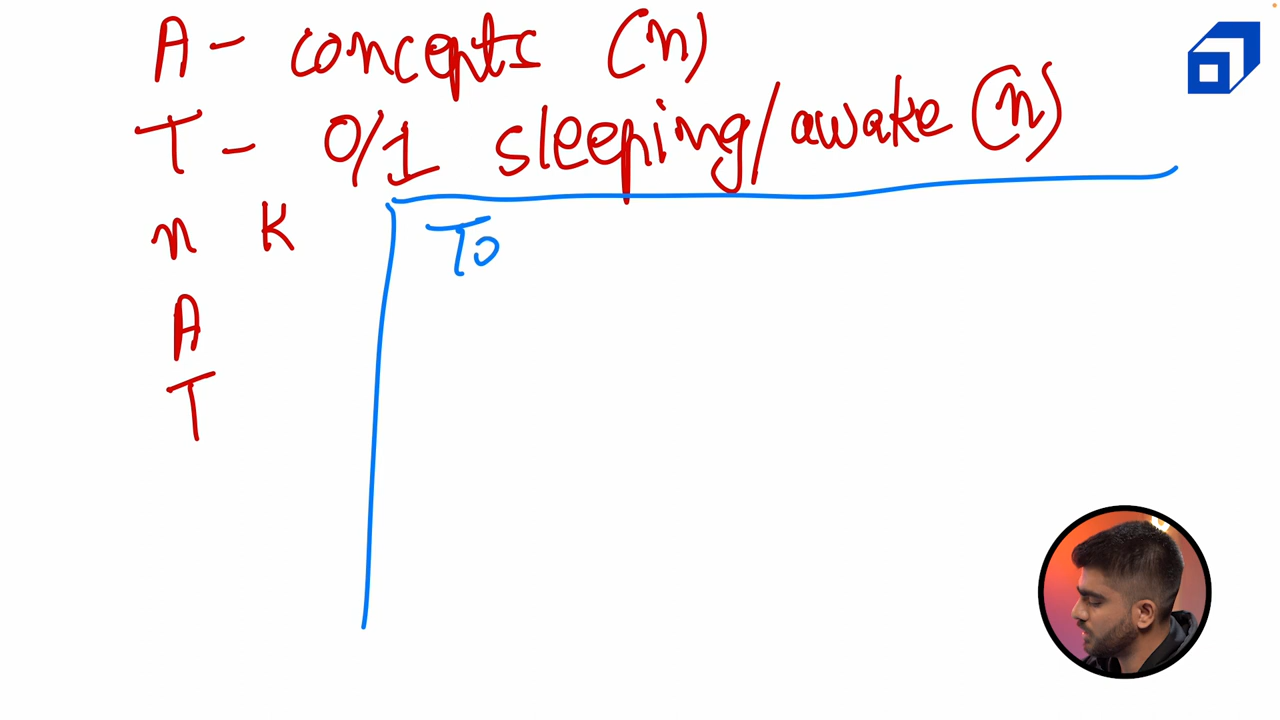 A - concepts (n)
T - 0/1 sleeping/awake (n)
n K
To
A
T